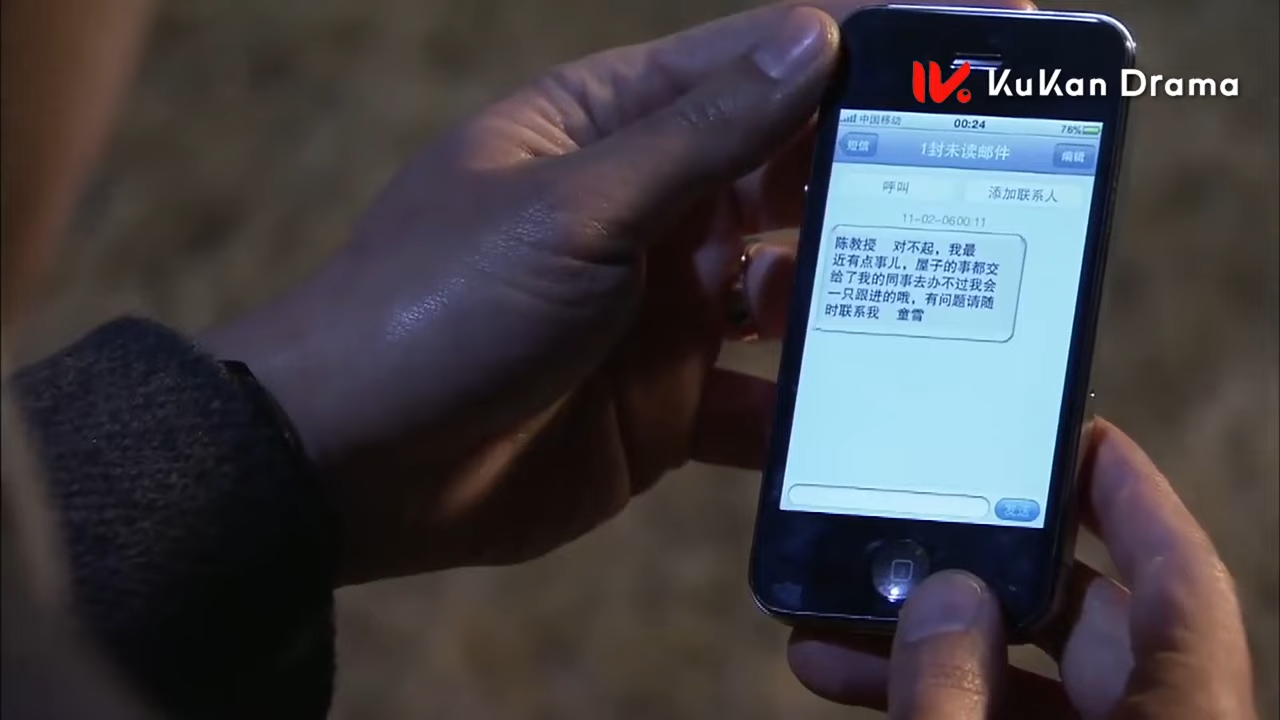 KuKan Drama
中国移动 00:24 76%
短信 1封未读邮件 编辑
呼叫 添加联系人
11-02-06 00:11
陈教授 对不起，我最
近有点事儿，屋子的事都交
给了我的同事去办不过我会
一只跟进的哦，有问题请随
时联系我 童雪
发送